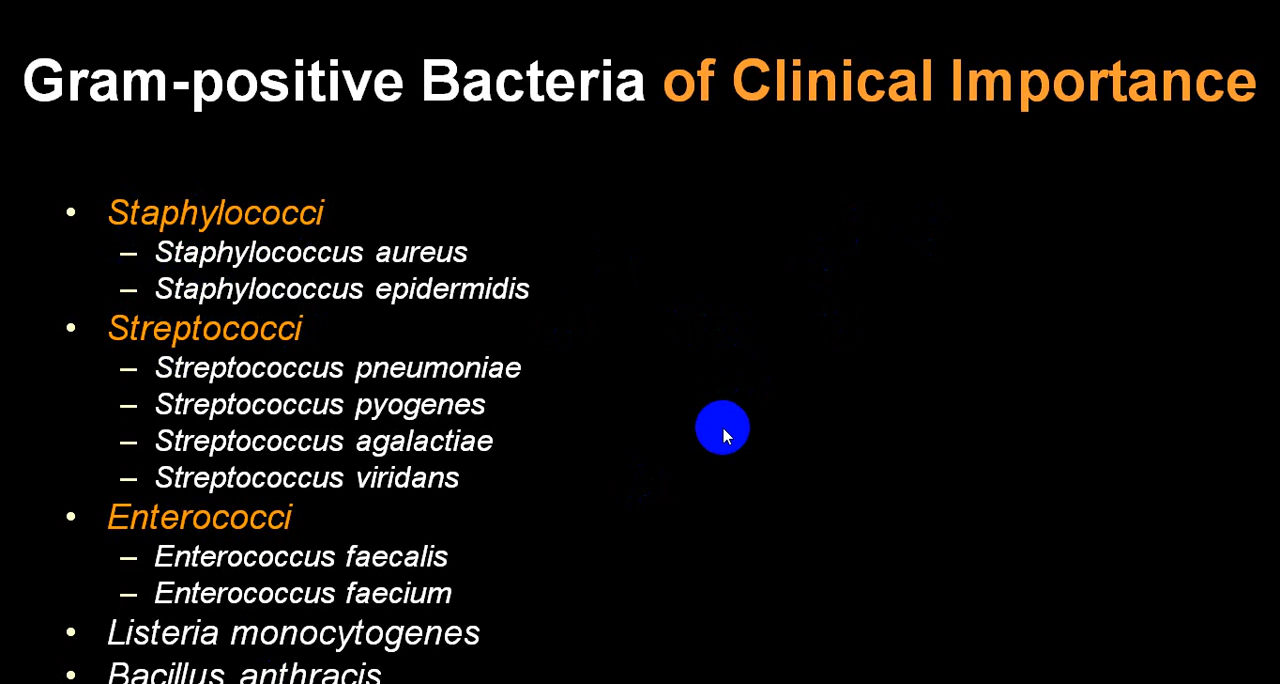 Gram-positive Bacteria of Clinical Importance
• Staphylococci
– Staphylococcus aureus
– Staphylococcus epidermidis
• Streptococci
– Streptococcus pneumoniae
– Streptococcus pyogenes
– Streptococcus agalactiae
– Streptococcus viridans
• Enterococci
– Enterococcus faecalis
– Enterococcus faecium
• Listeria monocytogenes
• Bacillus anthracis